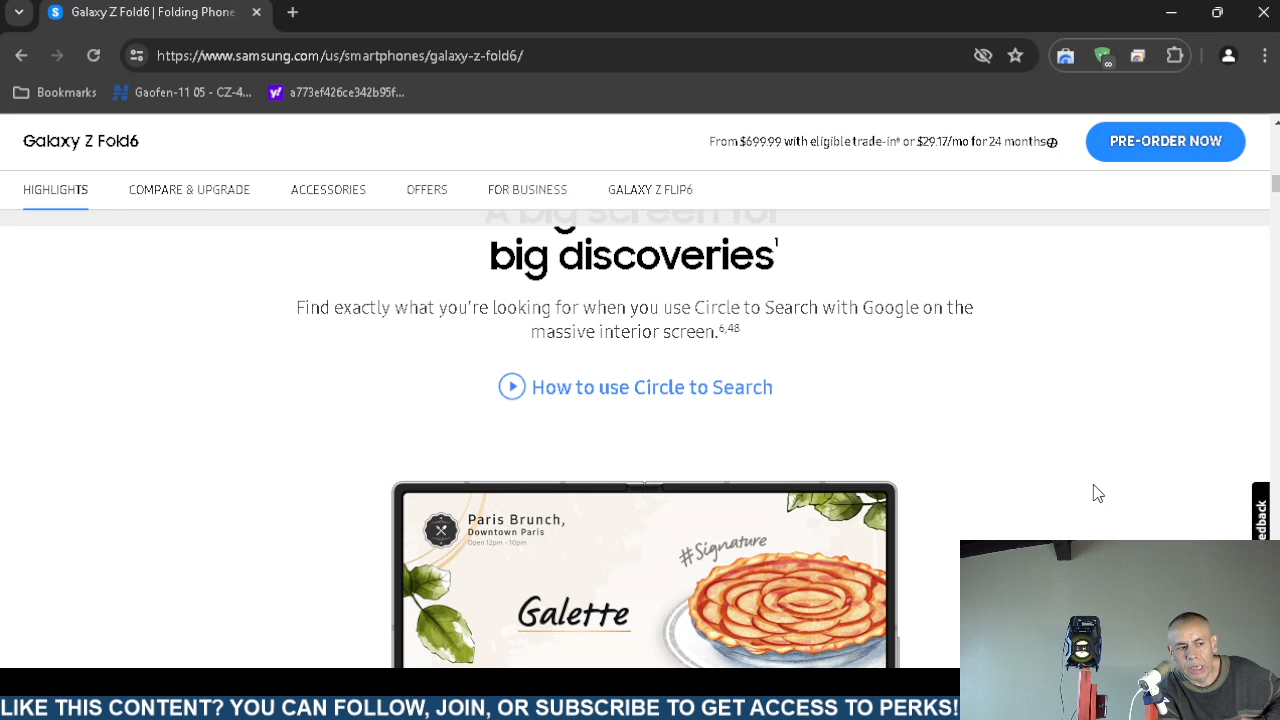 Galaxy Z Fold6 | Folding Phone
https://www.samsung.com/us/smartphones/galaxy-z-fold6/
Bookmarks
Gaofen-11 05 - CZ-4...
a773ef426ce342b95f...
Galaxy Z Fold6
From $699.99 with eligible trade-in⁰ or $29.17/mo for 24 months
PRE-ORDER NOW
HIGHLIGHTS
COMPARE & UPGRADE
ACCESSORIES
OFFERS
FOR BUSINESS
GALAXY Z FLIP6
A big screen for
big discoveries¹
Find exactly what you're looking for when you use Circle to Search with Google on the
massive interior screen.⁶,⁴⁸
How to use Circle to Search
Paris Brunch,
Downtown Paris
Open 12pm - 10pm
#Signature
Galette
edback
LIKE THIS CONTENT? YOU CAN FOLLOW, JOIN, OR SUBSCRIBE TO GET ACCESS TO PERKS!